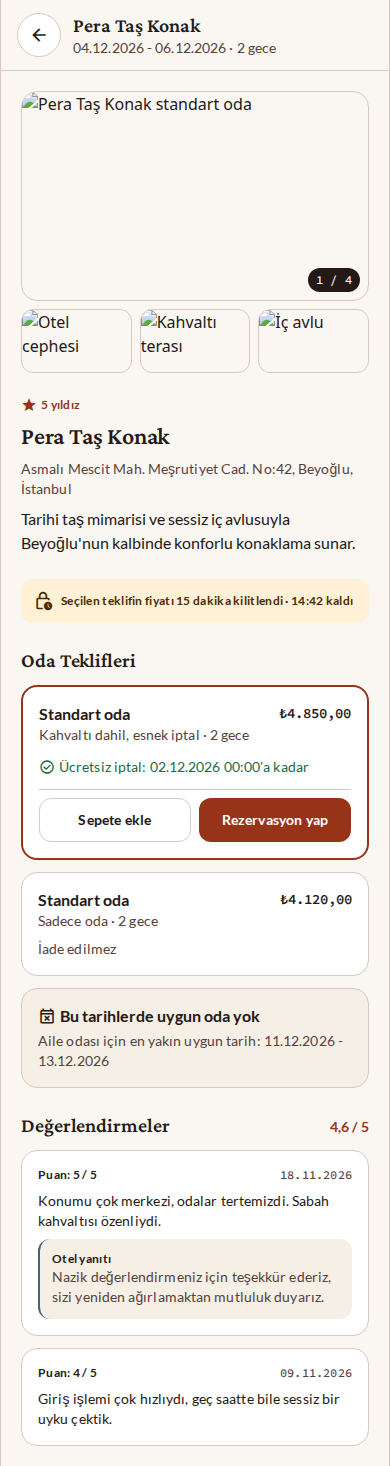 Pera Taş Konak
04.12.2026 - 06.12.2026 · 2 gece
Pera Taş Konak standart oda
1 / 4
Otel
cephesi
Kahvaltı
terası
İç avlu
5 yıldız
Pera Taş Konak
Asmalı Mescit Mah. Meşrutiyet Cad. No:42, Beyoğlu,
İstanbul
Tarihi taş mimarisi ve sessiz iç avlusuyla
Beyoğlu'nun kalbinde konforlu konaklama sunar.
Seçilen teklifin fiyatı 15 dakika kilitlendi · 14:42 kaldı
Oda Teklifleri
Standart oda
₺4.850,00
Kahvaltı dahil, esnek iptal · 2 gece
Ücretsiz iptal: 02.12.2026 00:00'a kadar
Sepete ekle
Rezervasyon yap
Standart oda
₺4.120,00
Sadece oda · 2 gece
İade edilmez
Bu tarihlerde uygun oda yok
Aile odası için en yakın uygun tarih: 11.12.2026 -
13.12.2026
Değerlendirmeler
4,6 / 5
Puan: 5 / 5
18.11.2026
Konumu çok merkezi, odalar tertemizdi. Sabah
kahvaltısı özenliydi.
Otel yanıtı
Nazik değerlendirmeniz için teşekkür ederiz,
sizi yeniden ağırlamaktan mutluluk duyarız.
Puan: 4 / 5
09.11.2026
Giriş işlemi çok hızlıydı, geç saatte bile sessiz bir
uyku çektik.